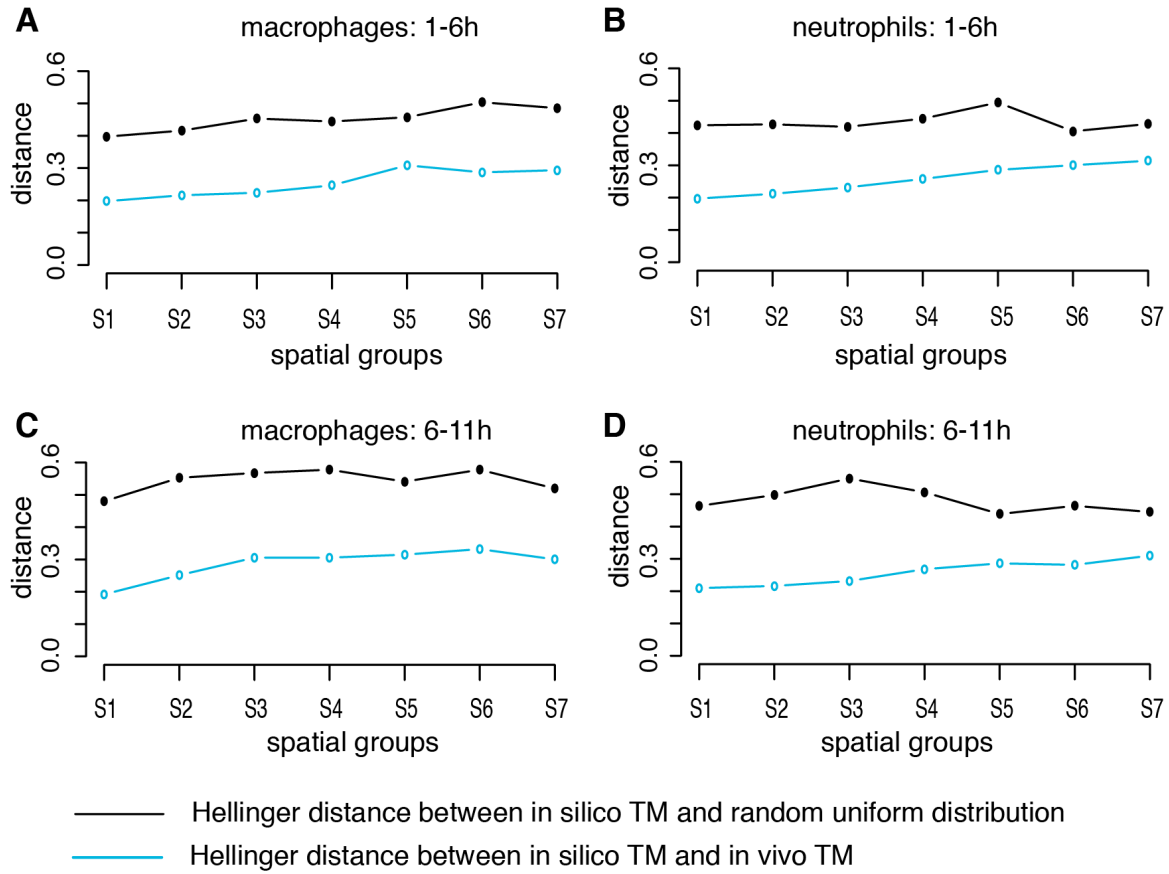 A
macrophages: 1-6h
distance
0.0
0.3
0.6
S1 S2 S3 S4 S5 S6 S7
spatial groups
B
neutrophils: 1-6h
distance
0.0
0.3
0.6
S1 S2 S3 S4 S5 S6 S7
spatial groups
C
macrophages: 6-11h
distance
0.0
0.3
0.6
S1 S2 S3 S4 S5 S6 S7
spatial groups
D
neutrophils: 6-11h
distance
0.0
0.3
0.6
S1 S2 S3 S4 S5 S6 S7
spatial groups
Hellinger distance between in silico TM and random uniform distribution
Hellinger distance between in silico TM and in vivo TM